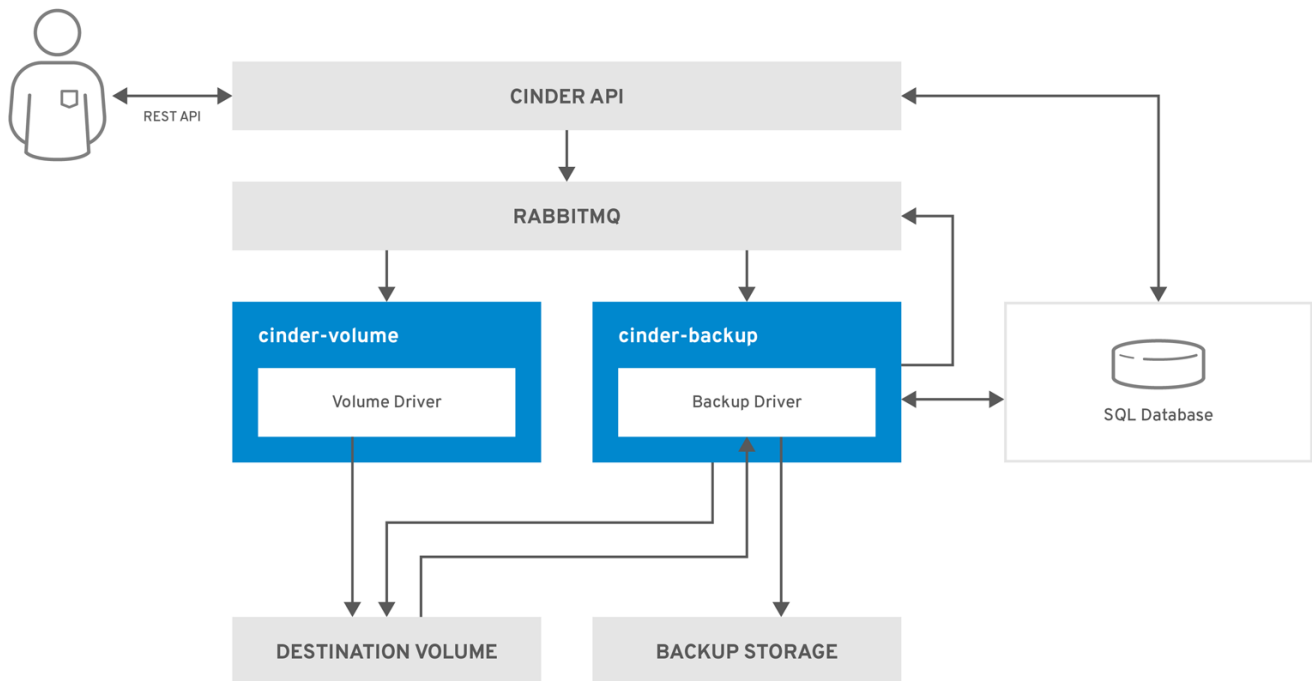 CINDER API
REST API
RABBITMQ
cinder-volume
cinder-backup
Volume Driver
Backup Driver
SQL Database
DESTINATION VOLUME
BACKUP STORAGE